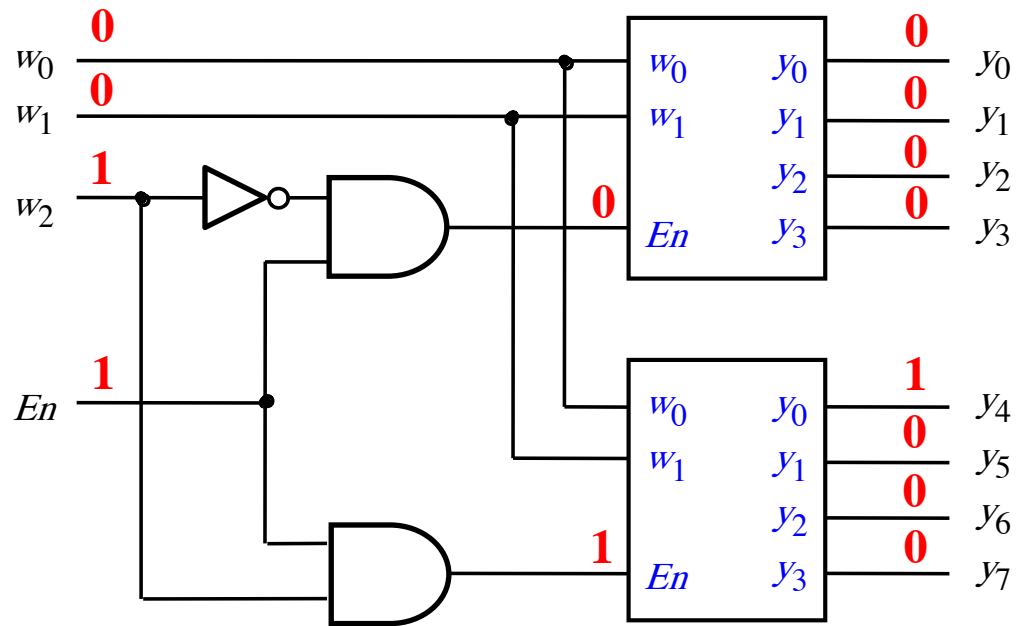 0 0
w0 w0 y0 y0
0 0
w1 w1 y1 y1
1 0
w2 y2 y2
0 0
En y3 y3
1 1
En w0 y0 y4
0
w1 y1 y5
0
y2 y6
1 0
En y3 y7